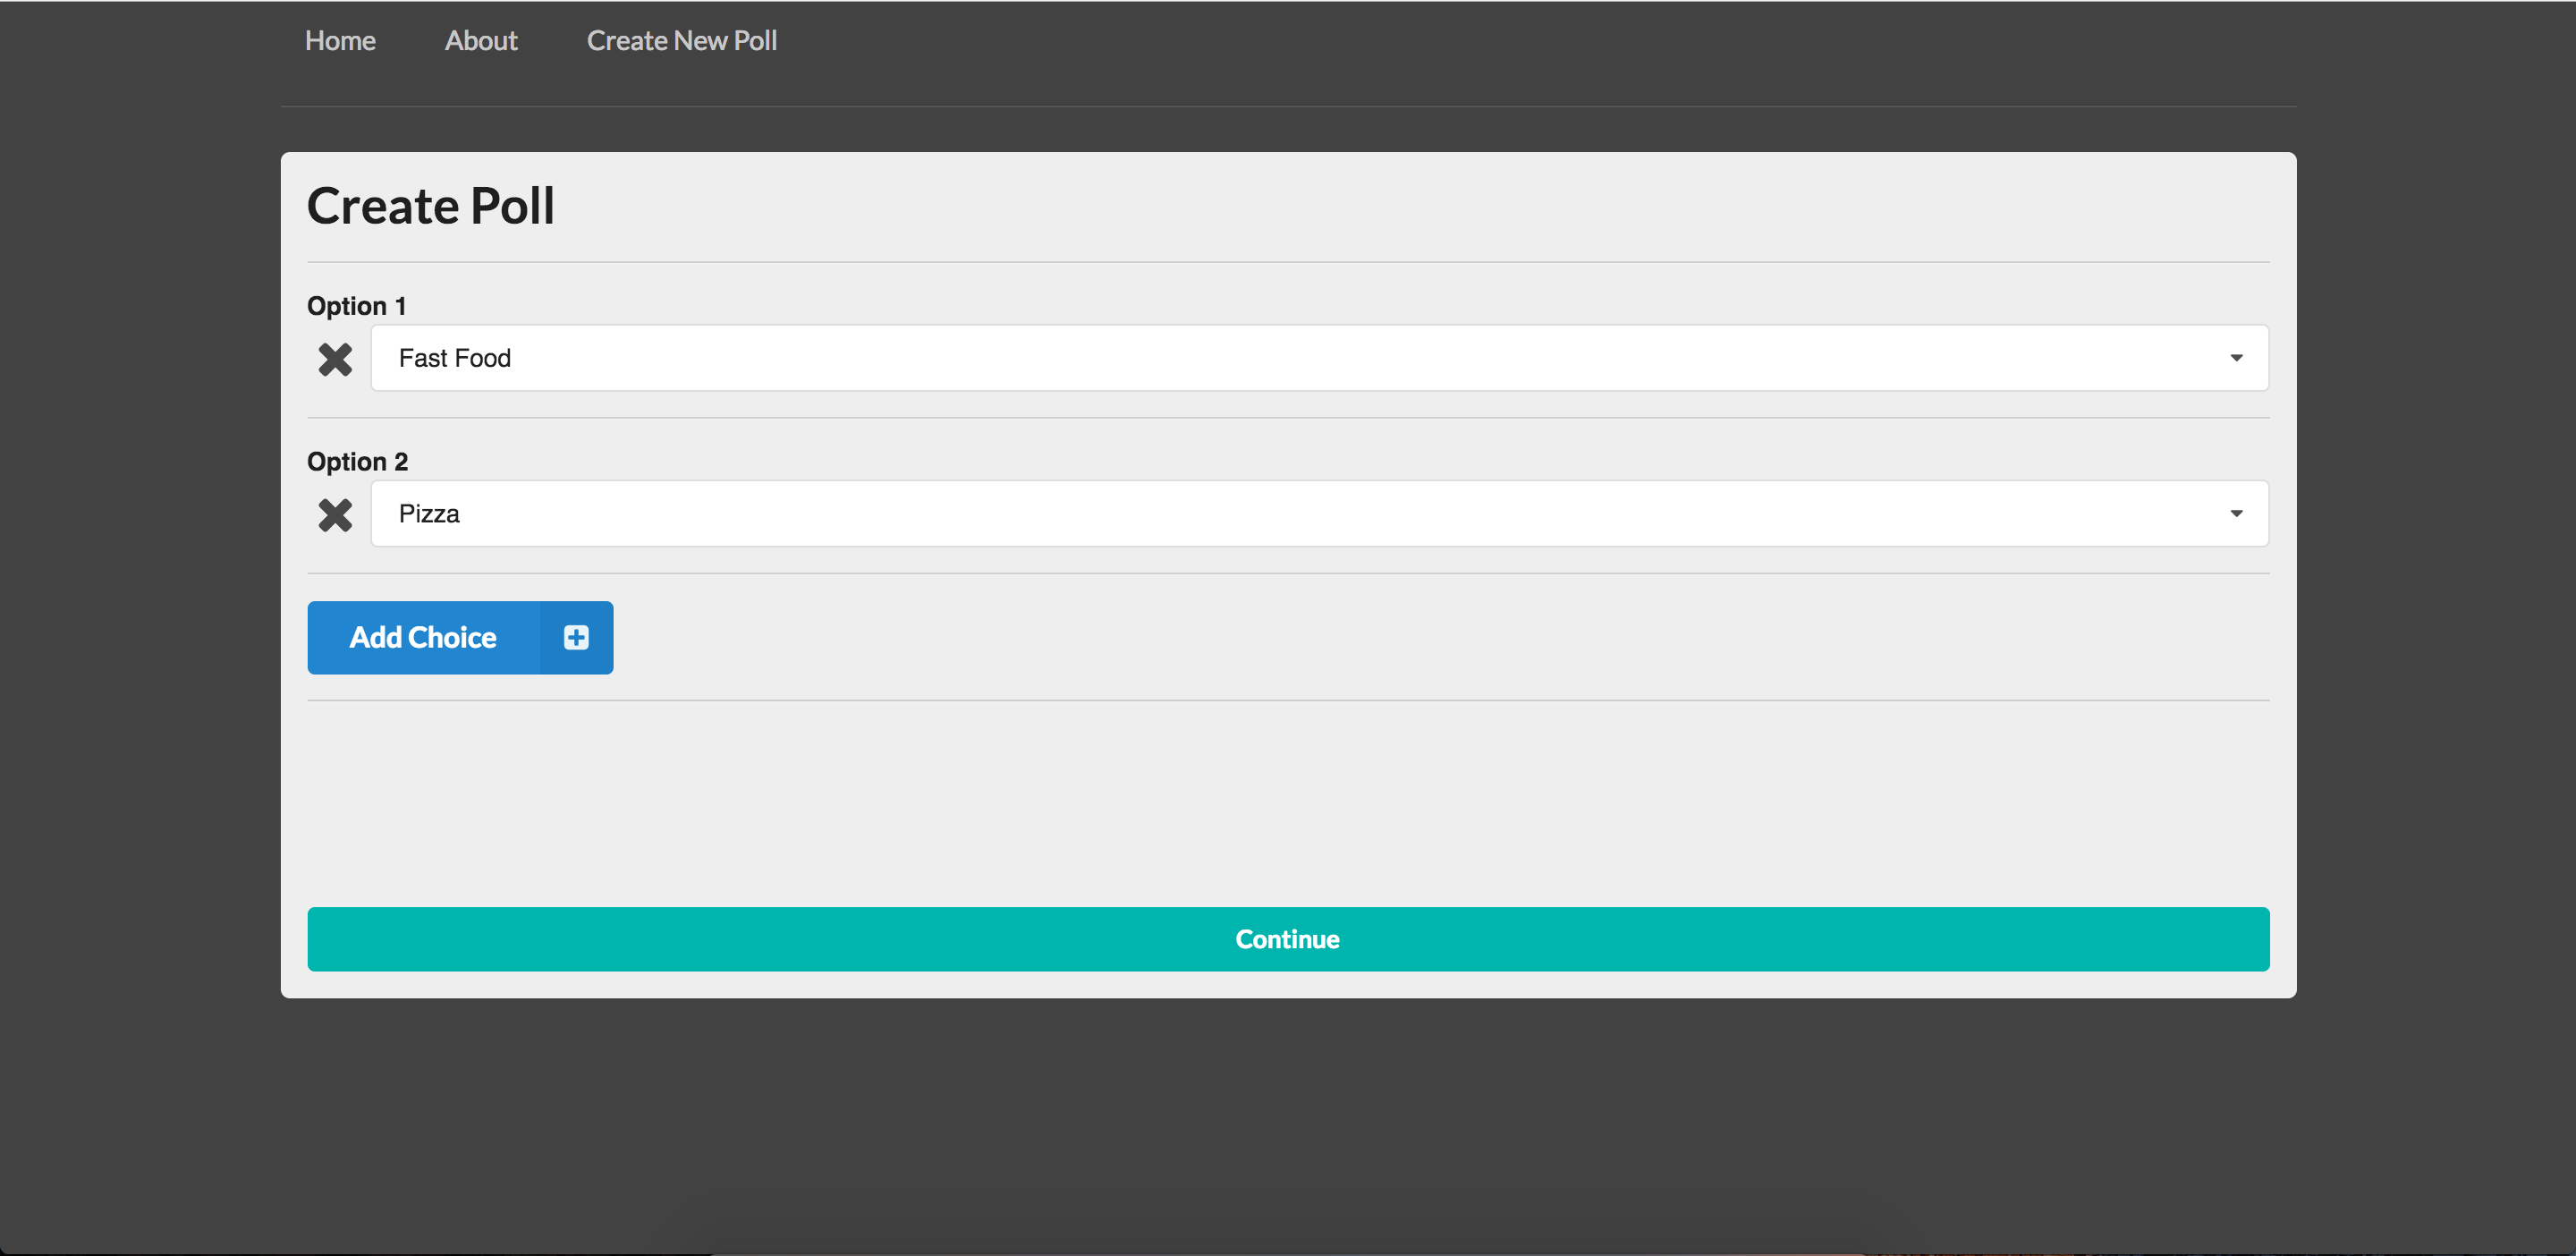 Home About Create New Poll
Create Poll
Option 1
Fast Food
Option 2
Pizza
Add Choice
Continue